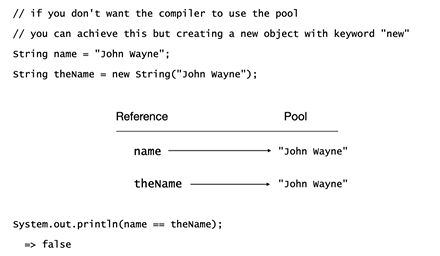 // if you don't want the compiler to use the pool
// you can achieve this but creating a new object with keyword "new"
String name = "John Wayne";
String theName = new String("John Wayne");
Reference Pool
name "John Wayne"
theName "John Wayne"
System.out.println(name == theName);
=> false